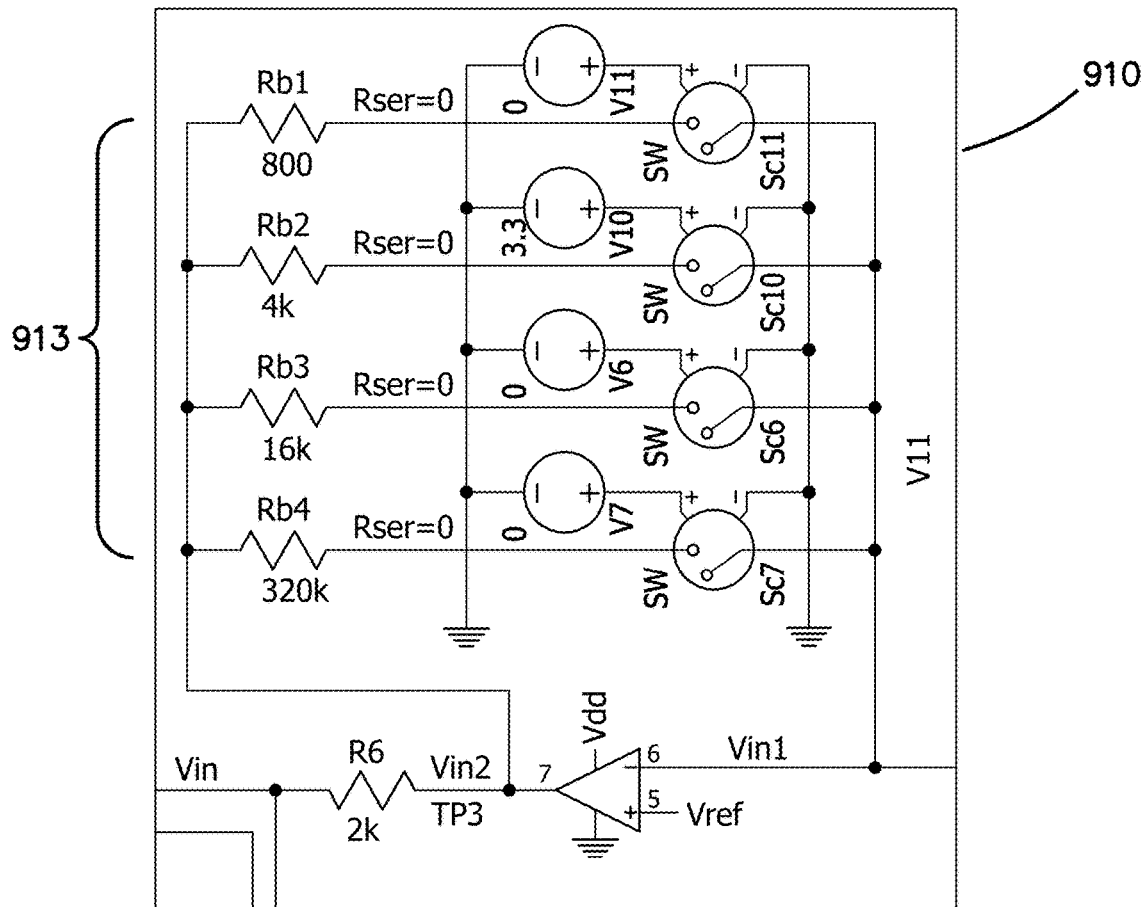 Rb1
Rser=0
800
0
- +
V11
+ -
SW
Sc11
910
Rb2
Rser=0
4k
3.3
- +
V10
+ -
SW
Sc10
913
Rb3
Rser=0
16k
0
- +
V6
+ -
SW
Sc6
V11
Rb4
Rser=0
320k
0
- +
V7
+ -
SW
Sc7
Vin
R6
2k
Vin2
TP3
7
Vdd
-
6
Vin1
+
5
Vref